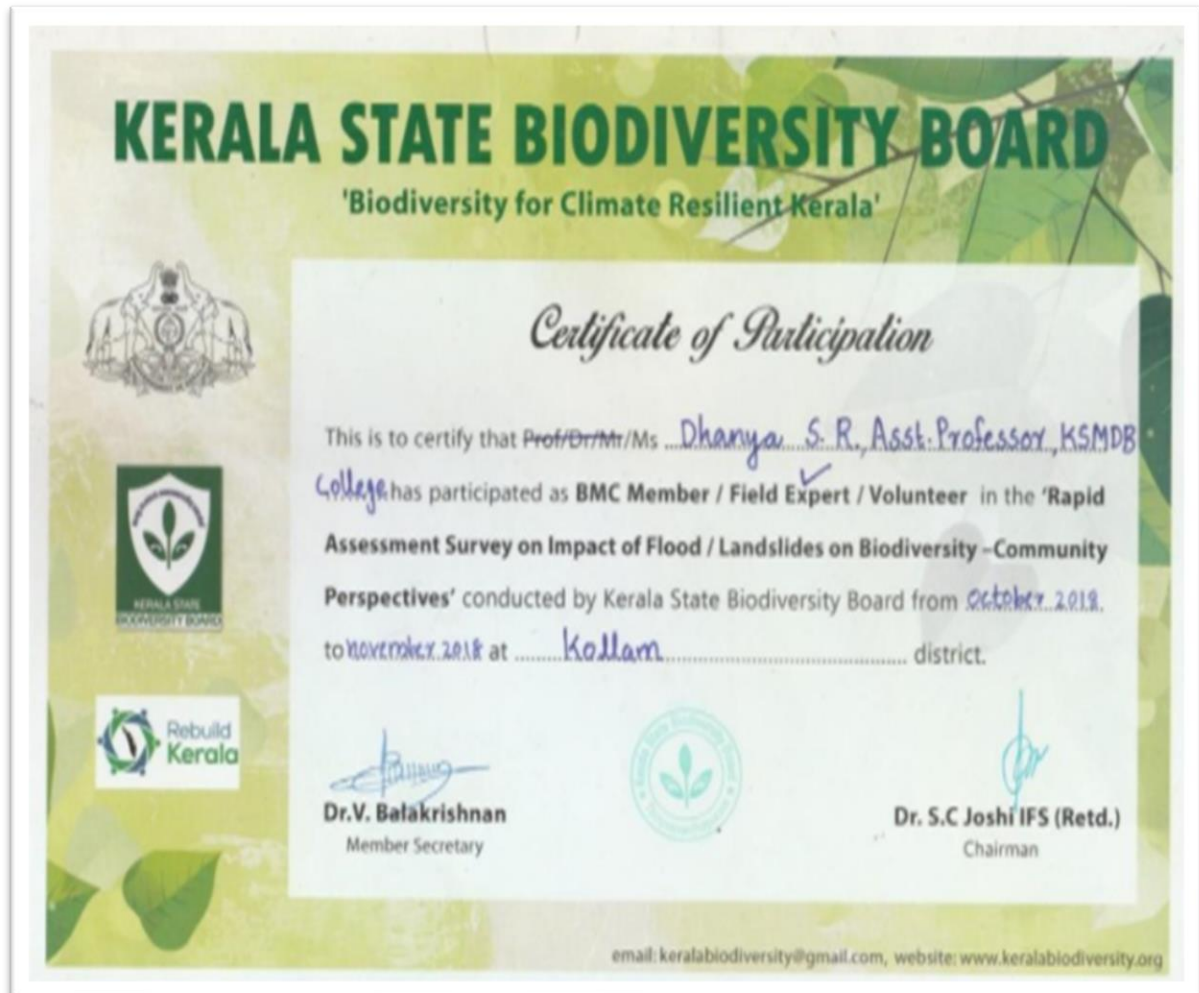 KERALA STATE BIODIVERSITY BOARD
'Biodiversity for Climate Resilient Kerala'
Certificate of Participation
This is to certify that Prof/Dr/Mr/Ms Dhanya S. R., Asst. Professor, KSMDB
College has participated as BMC Member / Field Expert / Volunteer in the 'Rapid
Assessment Survey on Impact of Flood / Landslides on Biodiversity –Community
Perspectives' conducted by Kerala State Biodiversity Board from October 2018.
to november 2018 at Kollam district.
KERALA STATE
BIODIVERSITY BOARD
Rebuild
Kerala
Dr.V. Balakrishnan
Member Secretary
Kerala State Biodiversity Board
Dr. S.C Joshi IFS (Retd.)
Chairman
email: keralabiodiversity@gmail.com, website: www.keralabiodiversity.org